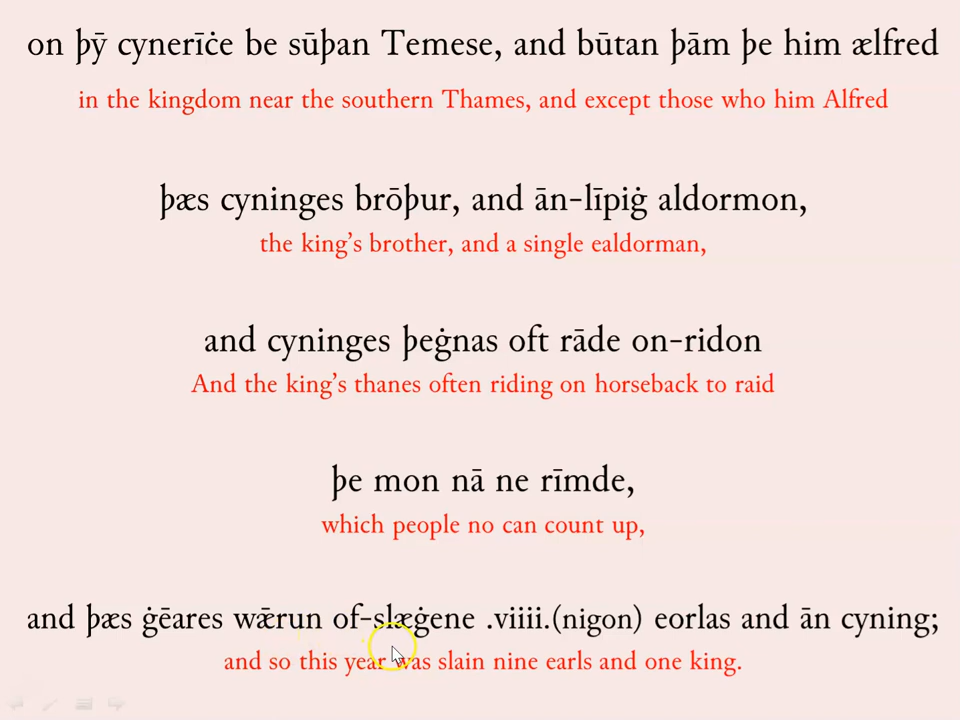 on þȳ cynerīċe be sūþan Temese, and būtan þām þe him ælfred
in the kingdom near the southern Thames, and except those who him Alfred
þæs cyninges brōþur, and ān-līpiġ aldormon,
the king’s brother, and a single ealdorman,
and cyninges þeġnas oft rāde on-ridon
And the king’s thanes often riding on horseback to raid
þe mon nā ne rīmde,
which people no can count up,
and þæs ġēares wǣrun of-slæġene .viiii.(nigon) eorlas and ān cyning;
and so this year was slain nine earls and one king.